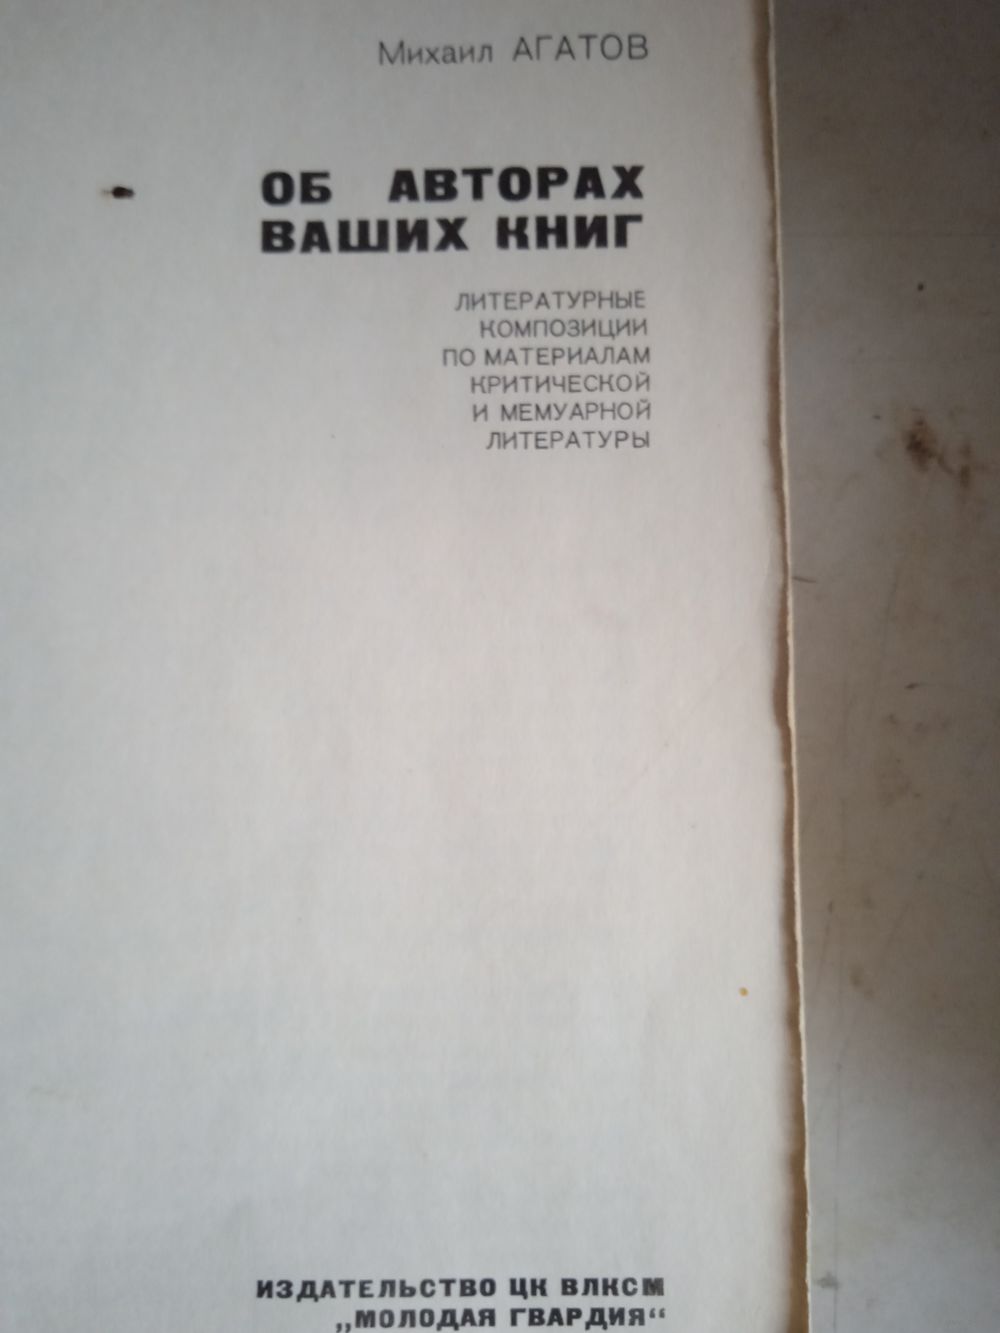 Михаил АГАТОВ
ОБ АВТОРАХ
ВАШИХ КНИГ
ЛИТЕРАТУРНЫЕ
КОМПОЗИЦИИ
ПО МАТЕРИАЛАМ
КРИТИЧЕСКОЙ
И МЕМУАРНОЙ
ЛИТЕРАТУРЫ
ИЗДАТЕЛЬСТВО ЦК ВЛКСМ
„МОЛОДАЯ ГВАРДИЯ“